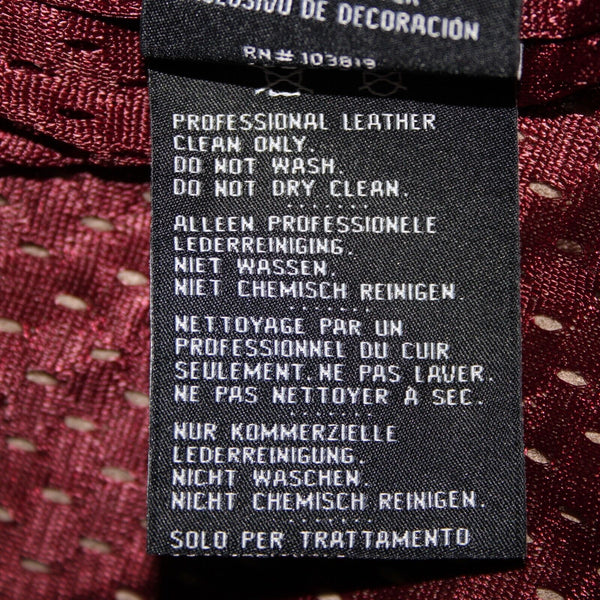 EXCLUSIVO DE DECORACIÓN
RN# 103819
PROFESSIONAL LEATHER
CLEAN ONLY.
DO NOT WASH.
DO NOT DRY CLEAN.
ALLEEN PROFESSIONELE
LEDERREINIGING.
NIET WASSEN.
NIET CHEMISCH REINIGEN.
NETTOYAGE PAR UN
PROFESSIONNEL DU CUIR
SEULEMENT. NE PAS LAVER.
NE PAS NETTOYER À SEC.
NUR KOMMERZIELLE
LEDERREINIGUNG.
NICHT WASCHEN.
NICHT CHEMISCH REINIGEN.
SOLO PER TRATTAMENTO